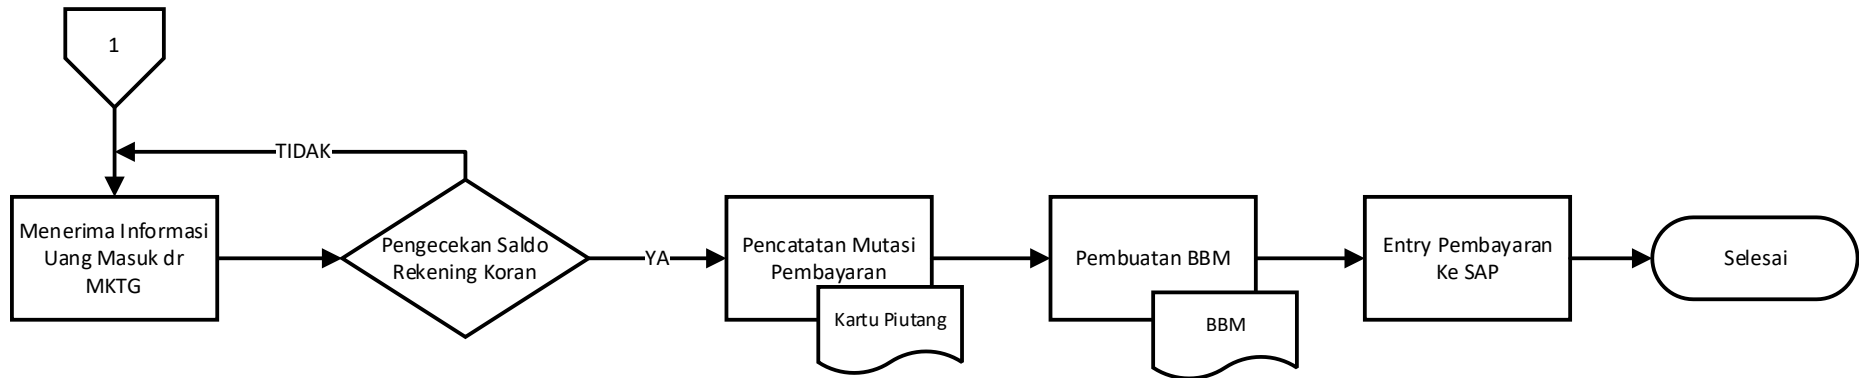 1
TIDAK
Menerima Informasi
Uang Masuk dr
MKTG
Pengecekan Saldo
Rekening Koran
YA
Pencatatan Mutasi
Pembayaran
Kartu Piutang
Pembuatan BBM
BBM
Entry Pembayaran
Ke SAP
Selesai